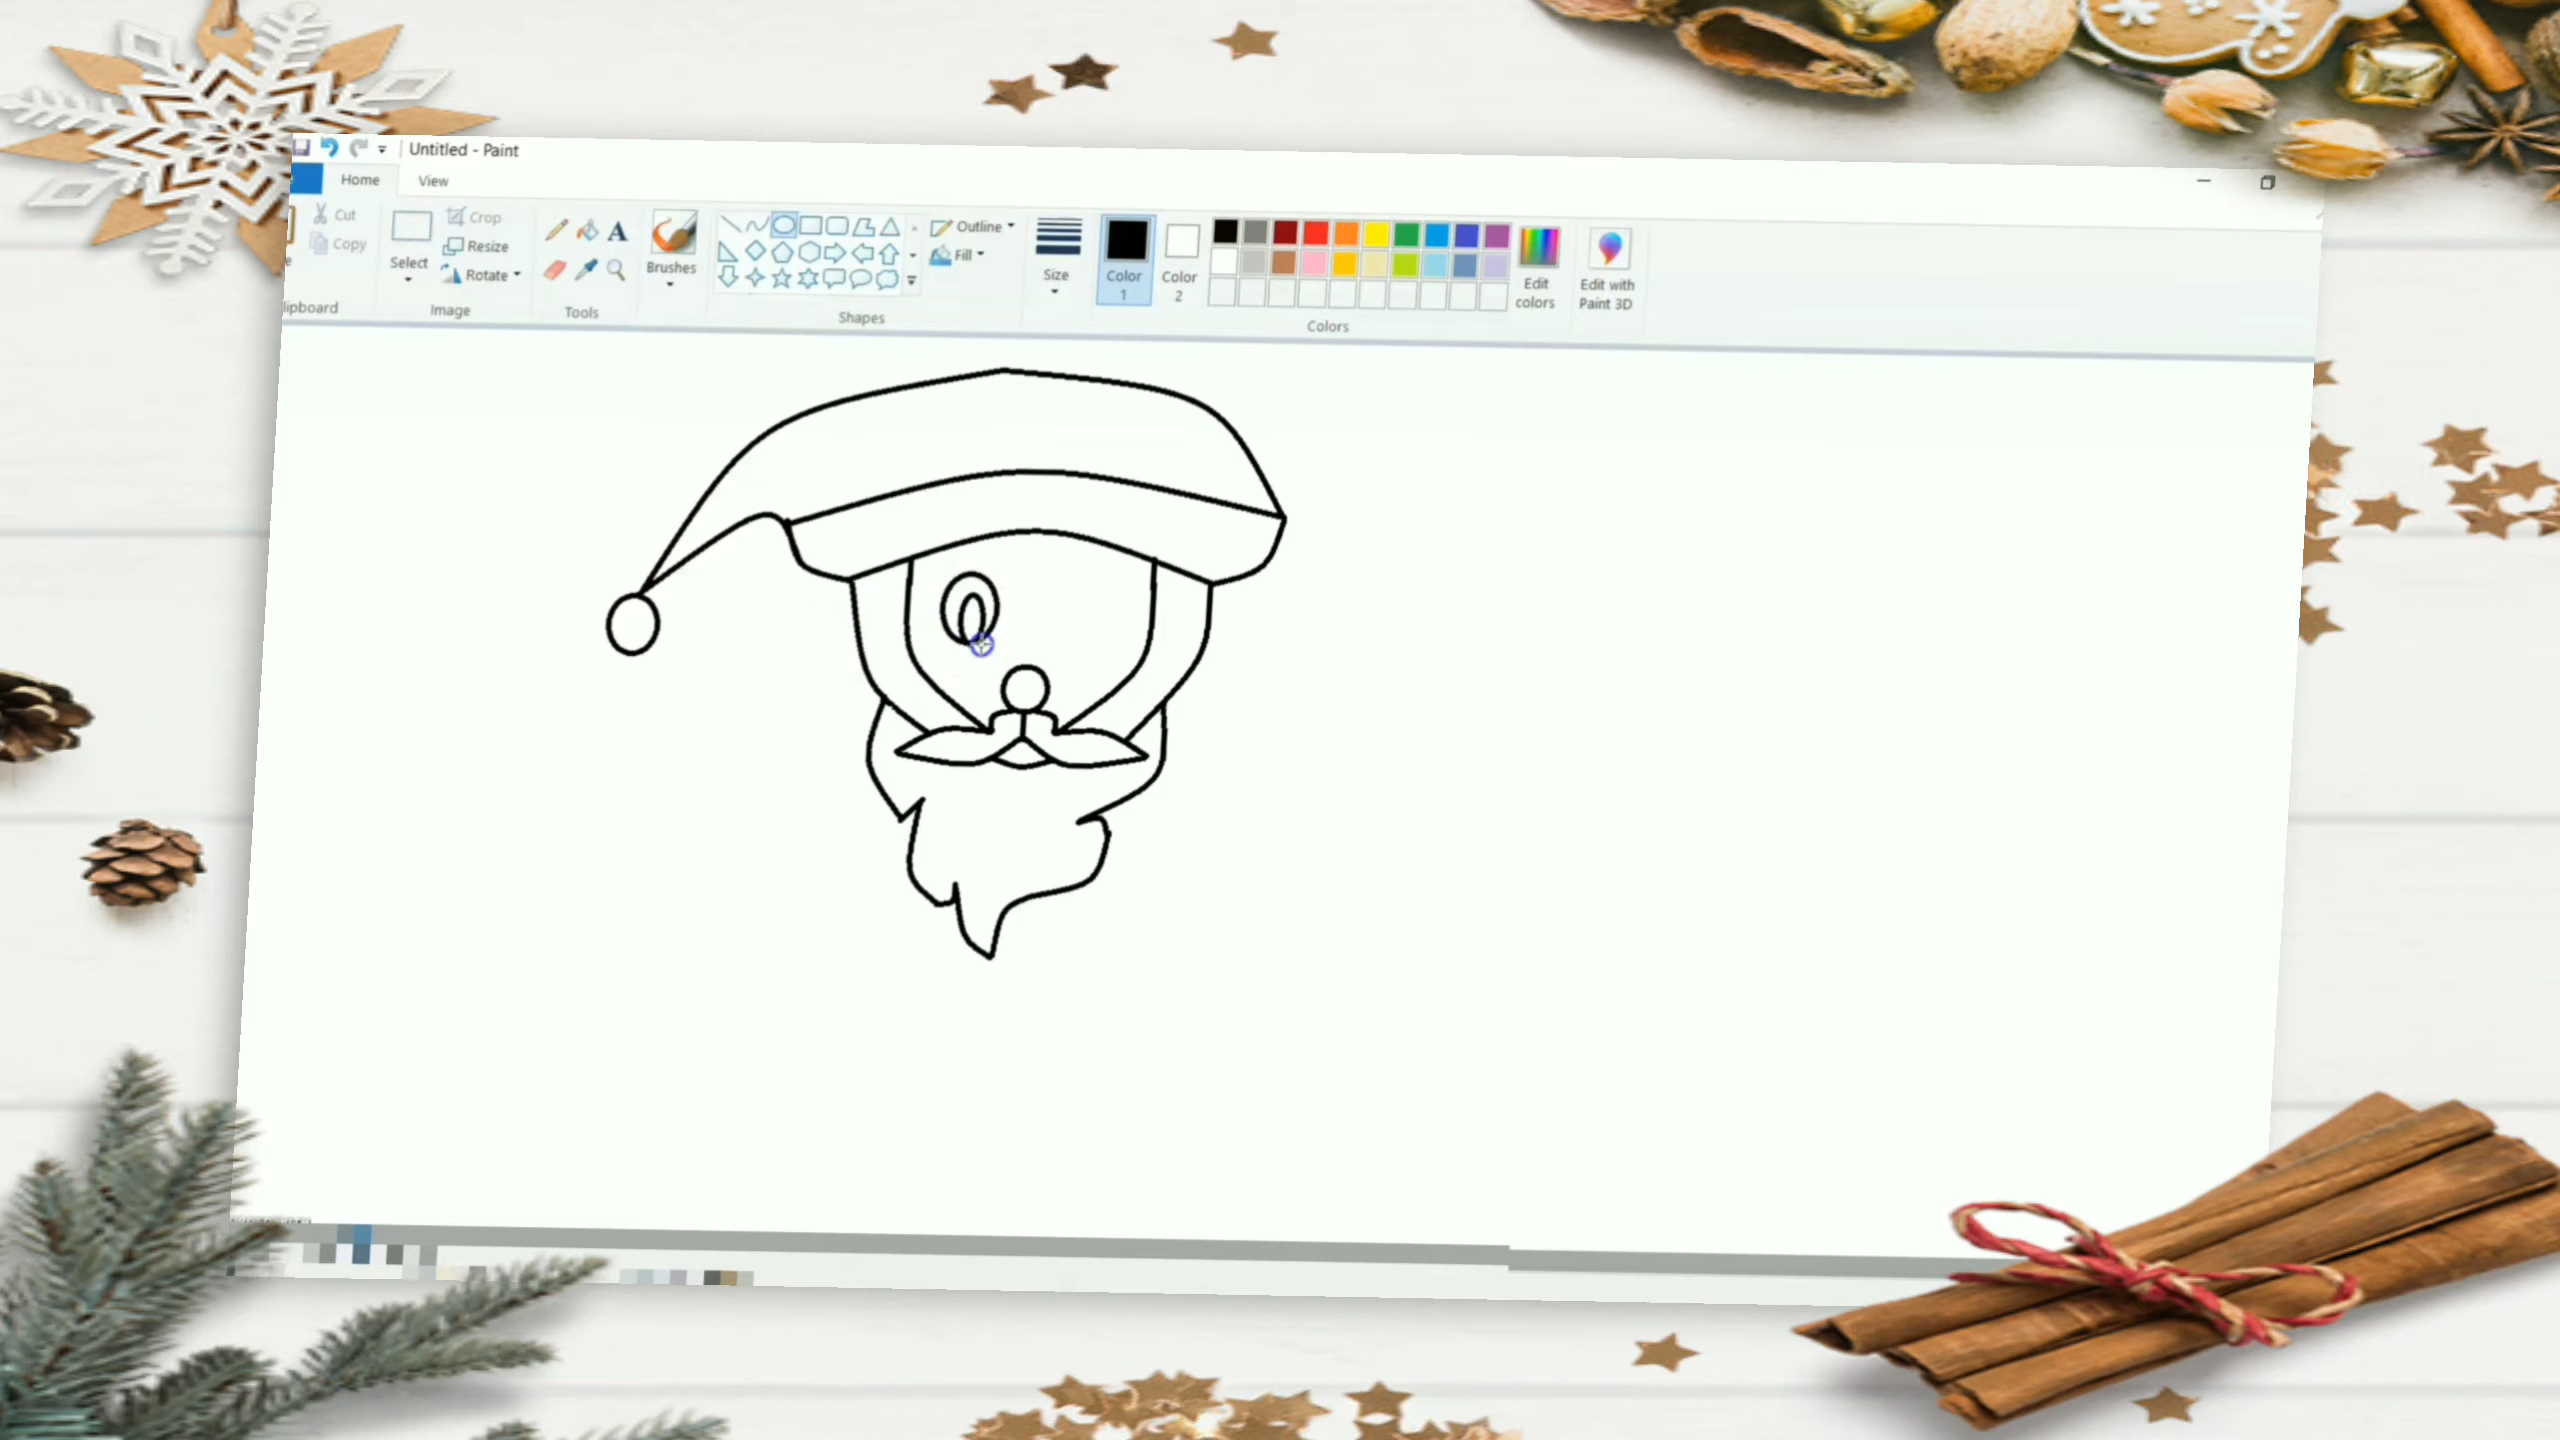 Untitled - Paint
Home View
Cut
Copy
Select
Crop
Resize
Rotate
Image
A
Tools
Brushes
Outline
Fill
Shapes
Size
Color
1
Color
2
Edit
colors
Colors
Edit with
Paint 3D